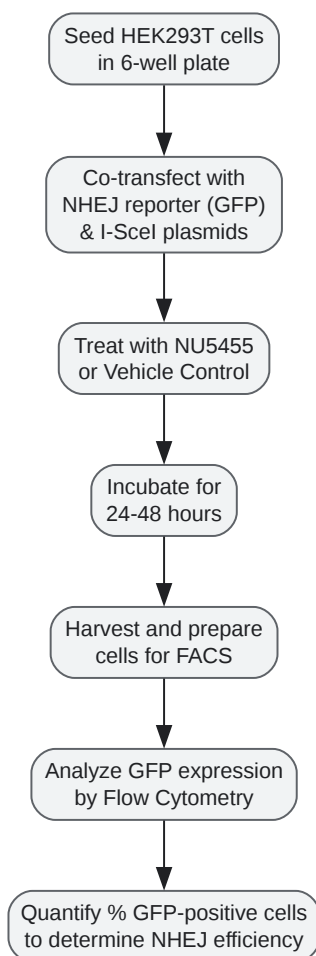 Seed HEK293T cells
in 6-well plate
Co-transfect with
NHEJ reporter (GFP)
& I-SceI plasmids
Treat with NU5455
or Vehicle Control
Incubate for
24-48 hours
Harvest and prepare
cells for FACS
Analyze GFP expression
by Flow Cytometry
Quantify % GFP-positive cells
to determine NHEJ efficiency